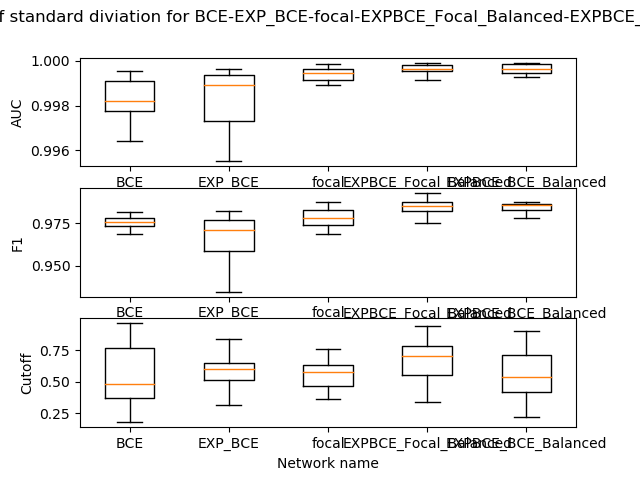 f standard diviation for BCE-EXP_BCE-focal-EXPBCE_Focal_Balanced-EXPBCE_
1.000
0.998
0.996
AUC
BCE EXP_BCE focal EXPBCE_Focal_Balanced EXPBCE_BCE_Balanced
0.975
0.950
F1
BCE EXP_BCE focal EXPBCE_Focal_Balanced EXPBCE_BCE_Balanced
0.75
0.50
0.25
Cutoff
BCE EXP_BCE focal EXPBCE_Focal_Balanced EXPBCE_BCE_Balanced
Network name